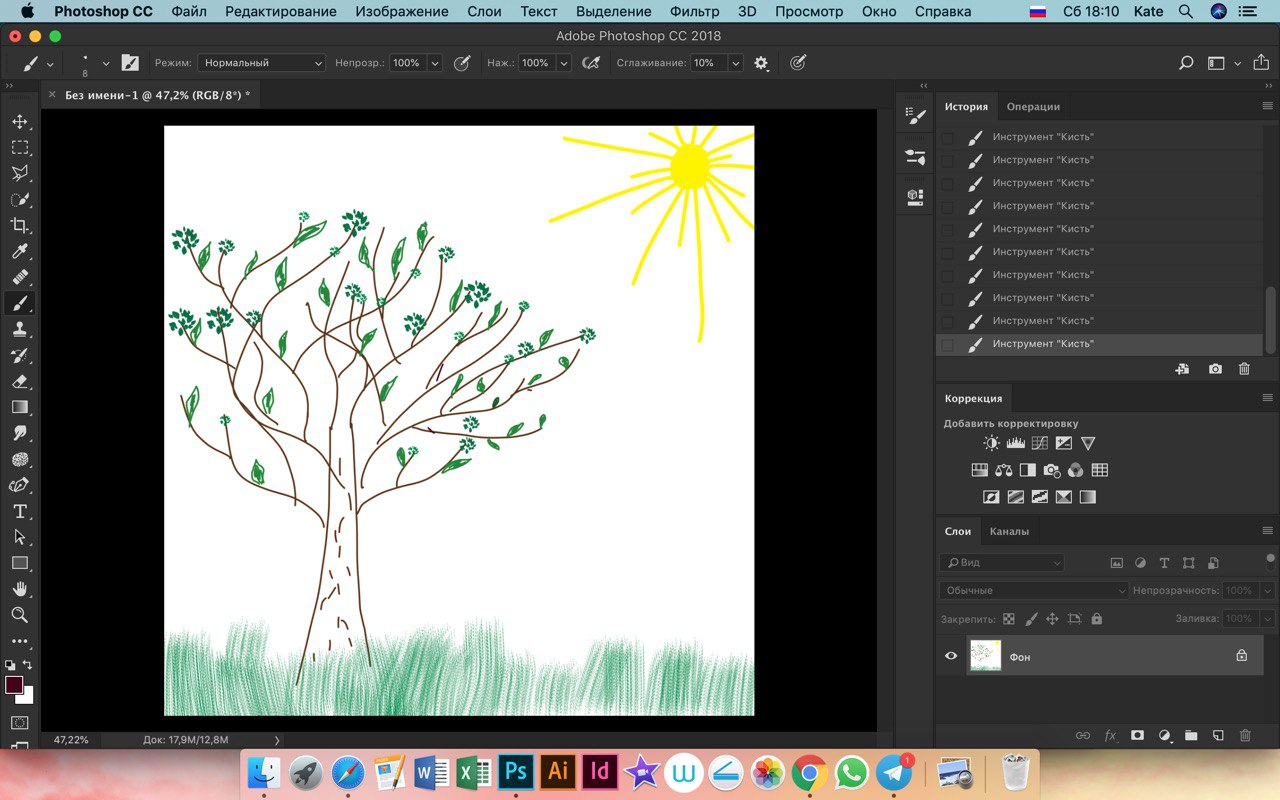 Photoshop CC Файл Редактирование Изображение Слои Текст Выделение Фильтр 3D Просмотр Окно Справка Сб 18:10 Kate
Adobe Photoshop CC 2018
8 Режим: Нормальный Непрозр.: 100% Наж.: 100% Сглаживание: 10%
Без имени-1 @ 47,2% (RGB/8*) *
История Операции
Инструмент "Кисть"
Инструмент "Кисть"
Инструмент "Кисть"
Инструмент "Кисть"
Инструмент "Кисть"
Инструмент "Кисть"
Инструмент "Кисть"
Инструмент "Кисть"
Инструмент "Кисть"
Инструмент "Кисть"
Коррекция
Добавить корректировку
Слои Каналы
Вид
Обычные Непрозрачность: 100%
Закрепить: Заливка: 100%
Фон
fx
47,22% Док: 17,9M/12,8M
W X Ps Ai Id W 1